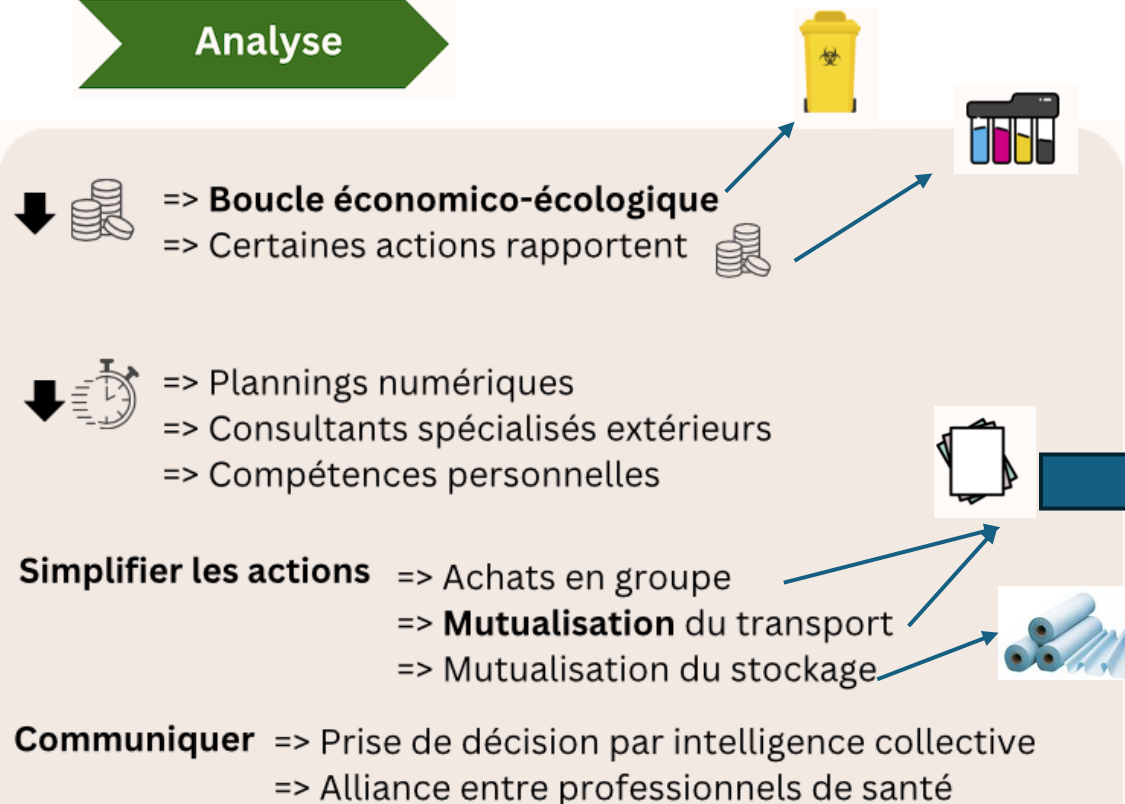 Analyse
=> Boucle économico-écologique
=> Certaines actions rapportent
=> Plannings numériques
=> Consultants spécialisés extérieurs
=> Compétences personnelles
Simplifier les actions => Achats en groupe
=> Mutualisation du transport
=> Mutualisation du stockage
Communiquer => Prise de décision par intelligence collective
=> Alliance entre professionnels de santé